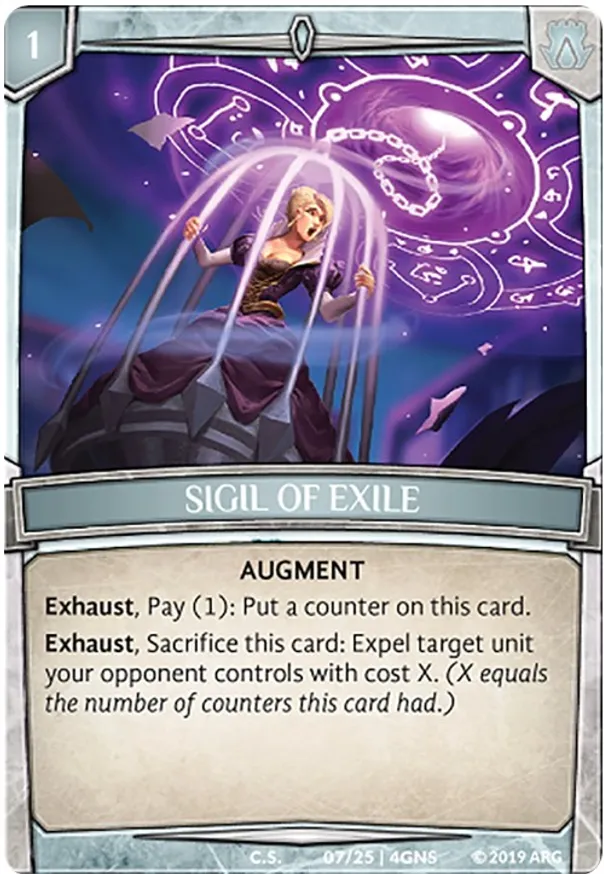 1
SIGIL OF EXILE
AUGMENT
Exhaust, Pay (1): Put a counter on this card.
Exhaust, Sacrifice this card: Expel target unit
your opponent controls with cost X. (X equals
the number of counters this card had.)
C.S. 07/25 | 4GNS © 2019 ARG